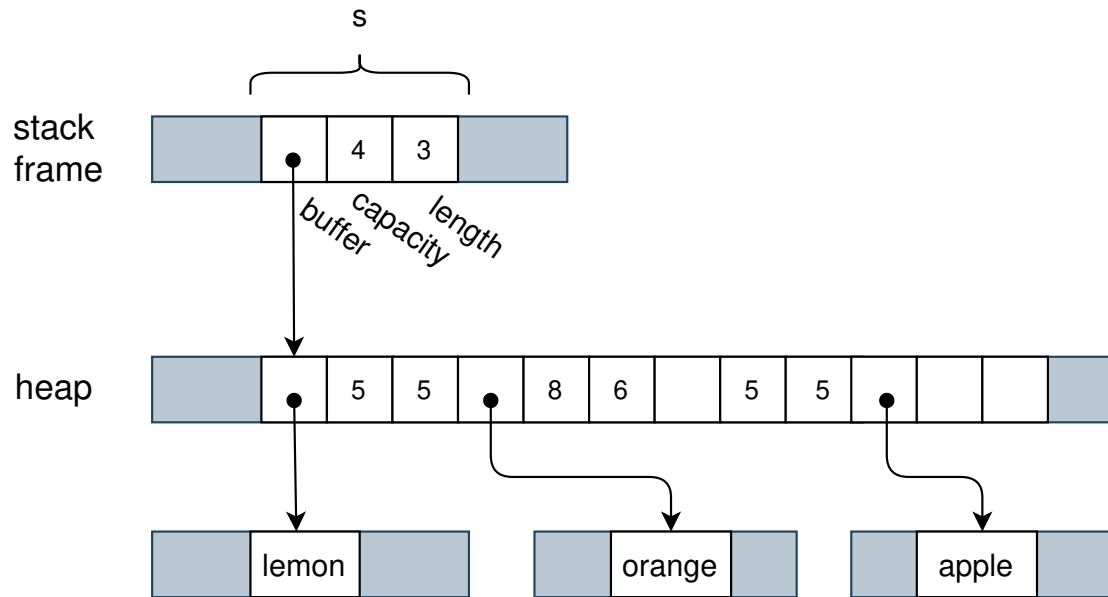 s
stack
frame
4 3
buffer
capacity
length
heap
5 5 8 6 5 5
lemon
orange
apple